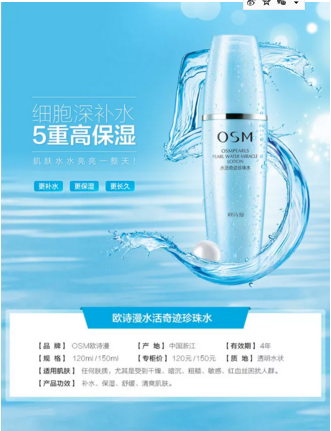 细胞深补水
5重高保湿
肌肤水水亮亮一整天！
更补水 更保湿 更长久
OSM
OSMPEARLS
PEARL WATER MIRACLE
LOTION
水活奇迹珍珠水
欧诗漫水活奇迹珍珠水
【品 牌】 OSM欧诗漫 【产 地】 中国浙江 【有效期】 4年
【规 格】 120ml/150ml 【专柜价】 120元/150元 【质 地】 透明水状
【适用肌肤】 任何肤质，尤其是受到干燥、暗沉、粗糙、敏感、红血丝困扰人群。
【产品功效】 补水、保湿、舒缓、清爽肌肤。